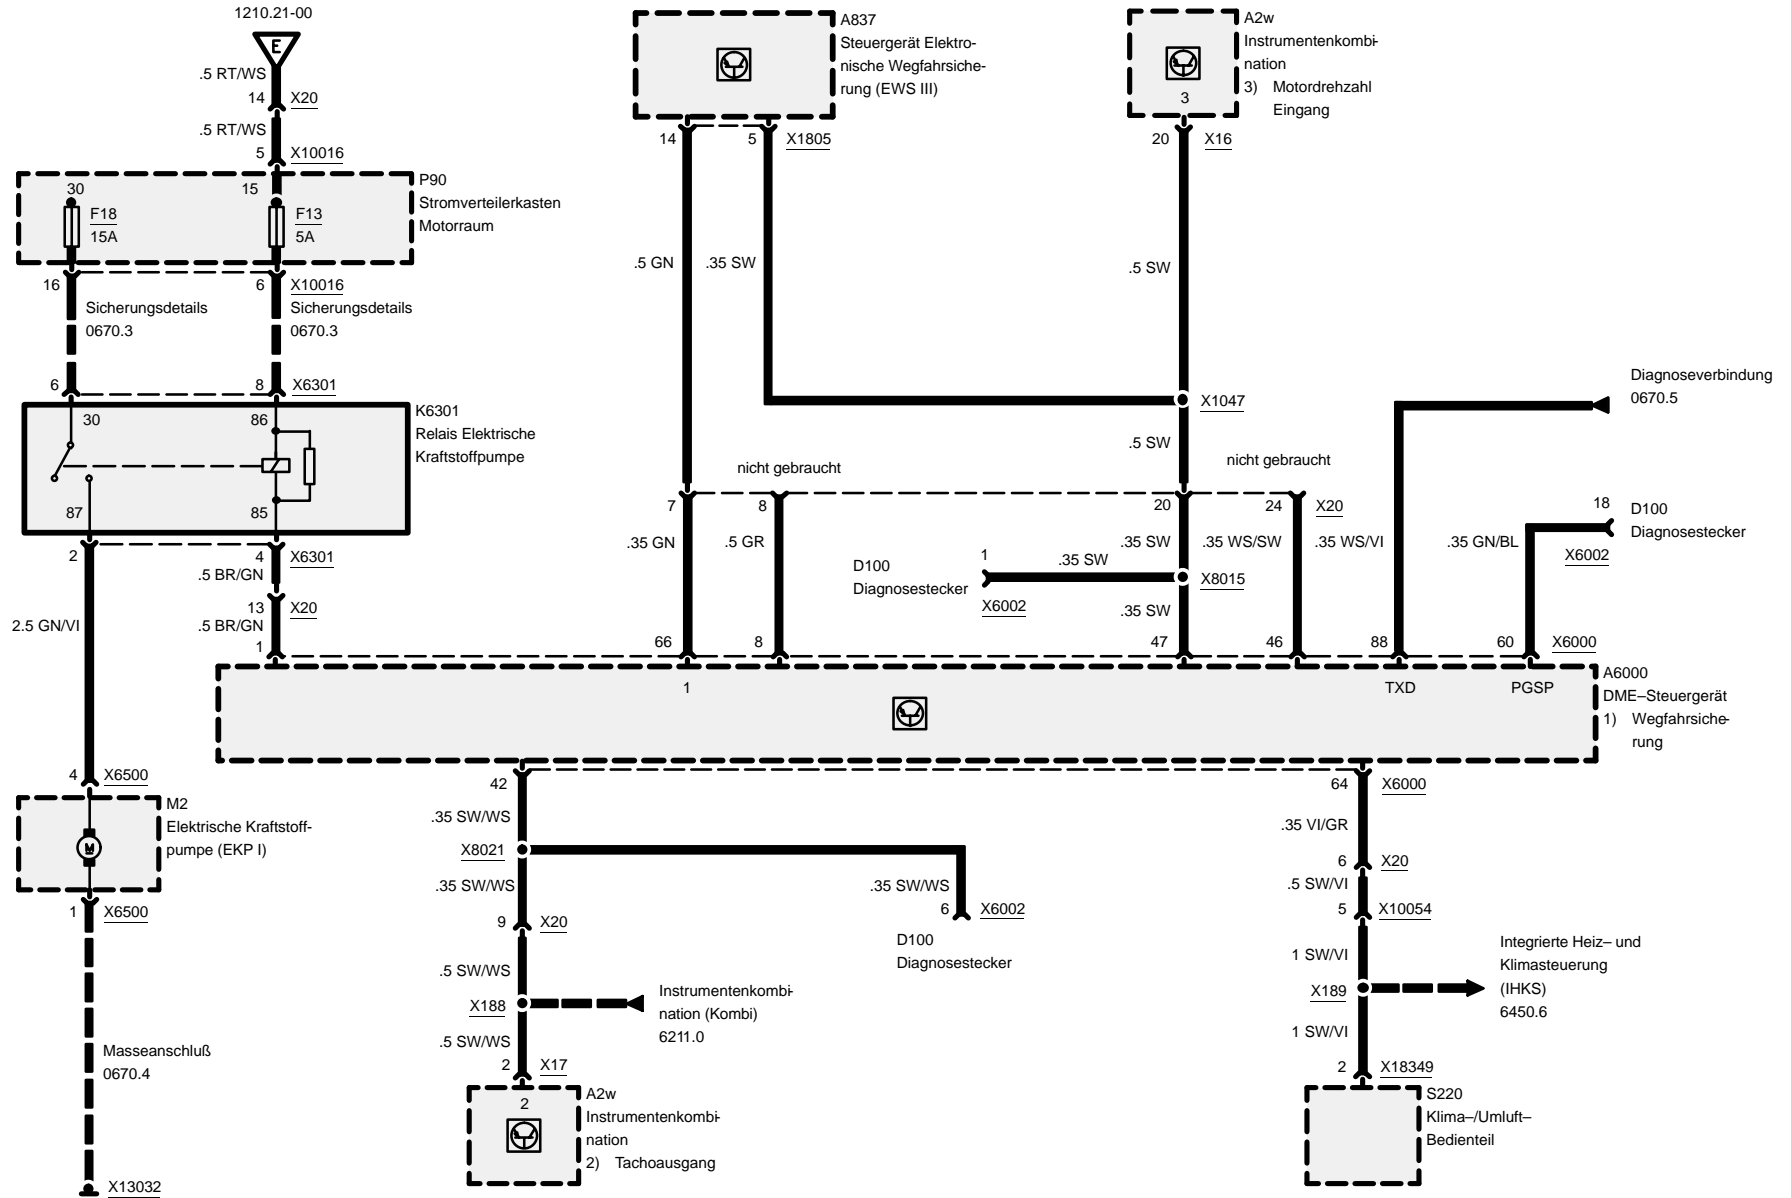 1210.21-00
E
.5 RT/WS
14 X20
.5 RT/WS
5 X10016
P90
Stromverteilerkasten
Motorraum
30 15
F18 F13
15A 5A
16 6 X10016
Sicherungsdetails
0670.3
Sicherungsdetails
0670.3
6 8 X6301
K6301
Relais Elektrische
Kraftstoffpumpe
30 86
87 85
2 4 X6301
.5 BR/GN
13 X20
2.5 GN/VI
.5 BR/GN
1
4 X6500
M2
Elektrische Kraftstoff-
pumpe (EKP I)
M
1 X6500
Masseanschluß
0670.4
X13032
A837
Steuergerät Elektro-
nische Wegfahrsiche-
rung (EWS III)
14 5 X1805
.5 GN .35 SW
A2w
Instrumentenkombi-
nation
3) Motordrehzahl
Eingang
3
20 X16
.5 SW
X1047
.5 SW
Diagnoseverbindung
0670.5
nicht gebraucht
nicht gebraucht
7 8 20 24 X20
18 D100
Diagnosestecker
X6002
.35 GN .5 GR .35 SW .35 WS/SW .35 WS/VI .35 GN/BL
D100
Diagnosestecker
1 .35 SW
X6002
X8015
.35 SW
66 8 47 46 88 60 X6000
1 TXD PGSP
A6000
DME–Steuergerät
1) Wegfahrsiche-
rung
42 64 X6000
.35 SW/WS
X8021
.35 SW/WS
.35 SW/WS
6 X6002
D100
Diagnosestecker
9 X20
.5 SW/WS
X188
Instrumentenkombi-
nation (Kombi)
6211.0
.5 SW/WS
2 X17
A2w
Instrumentenkombi-
nation
2) Tachoausgang
2
.35 VI/GR
6 X20
.5 SW/VI
5 X10054
1 SW/VI
X189
Integrierte Heiz– und
Klimasteuerung
(IHKS)
6450.6
1 SW/VI
2 X18349
S220
Klima–/Umluft–
Bedienteil